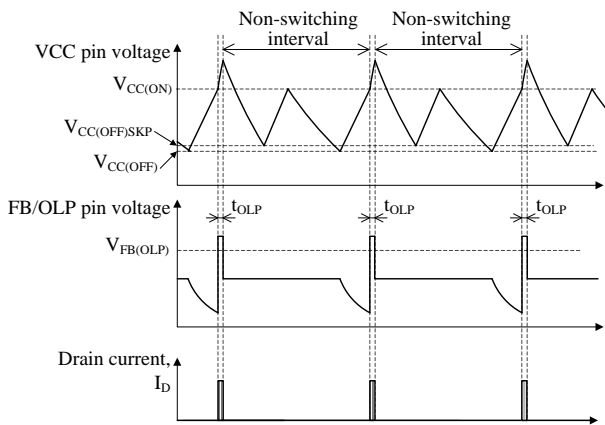 Non-switching
interval
Non-switching
interval
VCC pin voltage
VCC(ON)
VCC(OFF)SKP
VCC(OFF)
FB/OLP pin voltage
tOLP
tOLP
tOLP
VFB(OLP)
Drain current,
ID